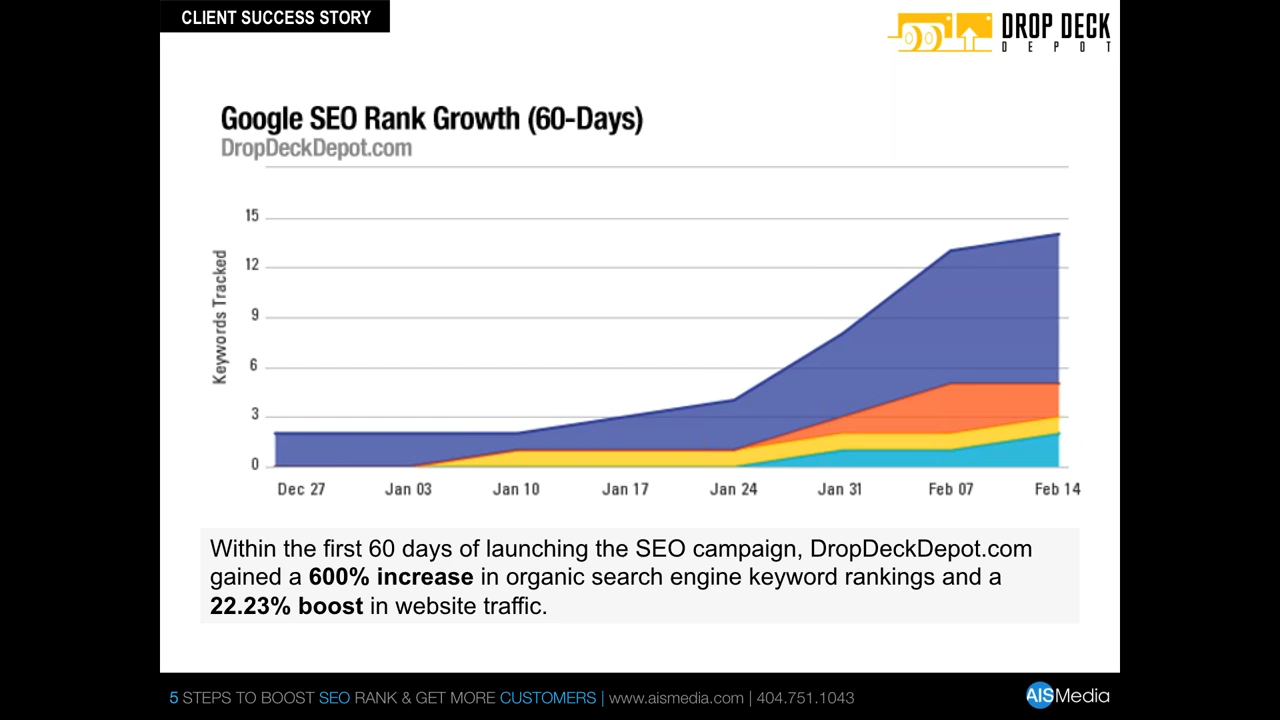 CLIENT SUCCESS STORY
DROP DECK
DEPOT
Google SEO Rank Growth (60-Days)
DropDeckDepot.com
Keywords Tracked
15
12
9
6
3
0
Dec 27 Jan 03 Jan 10 Jan 17 Jan 24 Jan 31 Feb 07 Feb 14
Within the first 60 days of launching the SEO campaign, DropDeckDepot.com
gained a 600% increase in organic search engine keyword rankings and a
22.23% boost in website traffic.
5 STEPS TO BOOST SEO RANK & GET MORE CUSTOMERS | www.aismedia.com | 404.751.1043
AISMedia